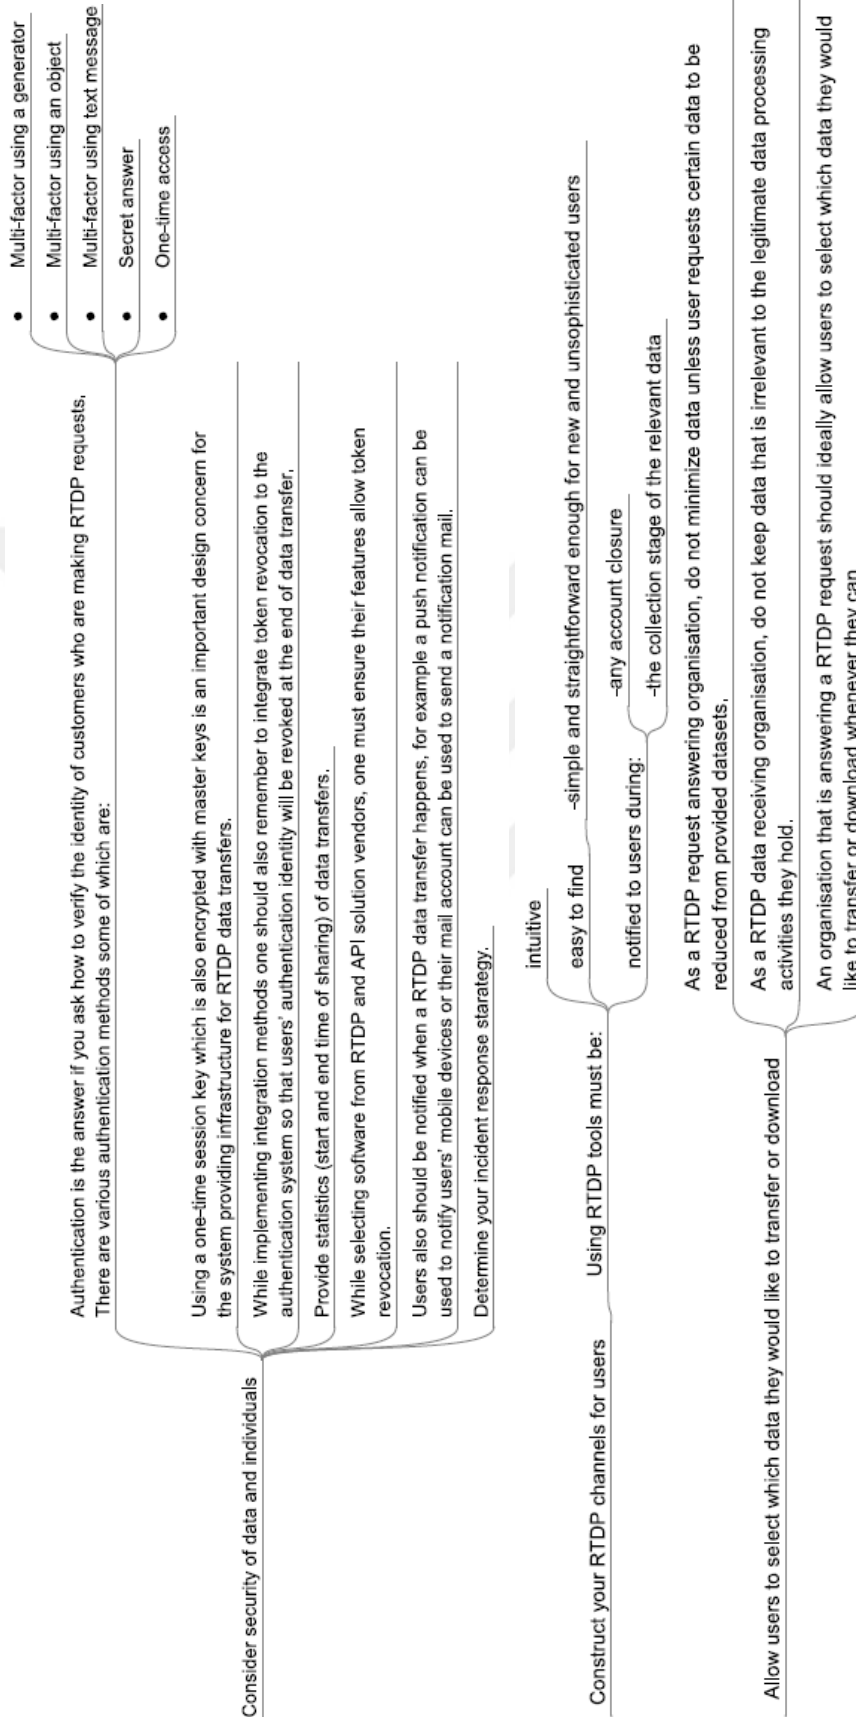 Consider security of data and individuals
Authentication is the answer if you ask how to verify the identity of customers who are making RTDP requests,
There are various authentication methods some of which are:
● Multi-factor using a generator
● Multi-factor using an object
● Multi-factor using text message
● Secret answer
● One-time access
Using a one-time session key which is also encrypted with master keys is an important design concern for
the system providing infrastructure for RTDP data transfers.
While implementing integration methods one should also remember to integrate token revocation to the
authentication system so that users' authentication identity will be revoked at the end of data transfer,
Provide statistics (start and end time of sharing) of data transfers.
While selecting software from RTDP and API solution vendors, one must ensure their features allow token
revocation.
Users also should be notified when a RTDP data transfer happens, for example a push notification can be
used to notify users' mobile devices or their mail account can be used to send a notification mail.
Determine your incident response starategy.
Construct your RTDP channels for users
Using RTDP tools must be:
intuitive
easy to find
-simple and straightforward enough for new and unsophisticated users
notified to users during:
-any account closure
-the collection stage of the relevant data
Allow users to select which data they would like to transfer or download
As a RTDP request answering organisation, do not minimize data unless user requests certain data to be
reduced from provided datasets,
As a RTDP data receiving organisation, do not keep data that is irrelevant to the legitimate data processing
activities they hold.
An organisation that is answering a RTDP request should ideally allow users to select which data they would
like to transfer or download whenever they can